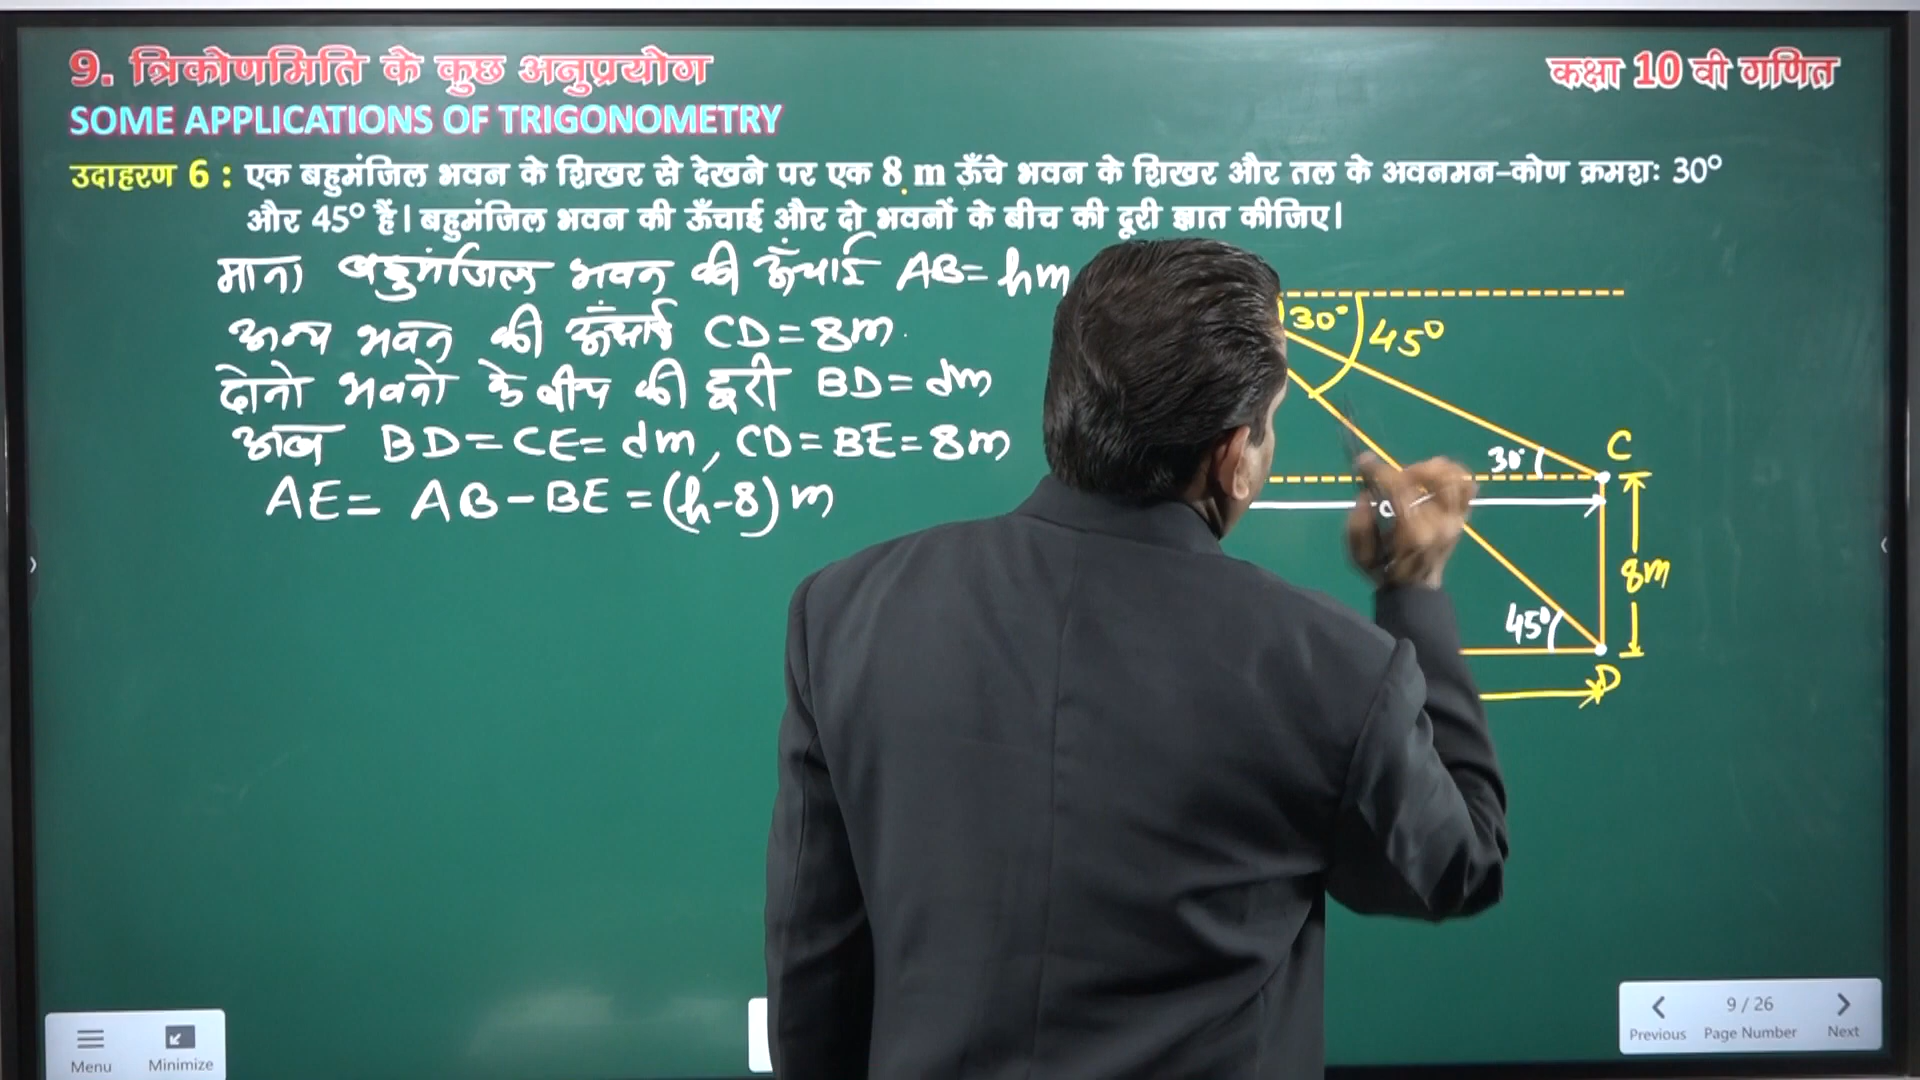 9. त्रिकोणमिति के कुछ अनुप्रयोग
कक्षा 10 वी गणित
SOME APPLICATIONS OF TRIGONOMETRY
उदाहरण 6 : एक बहुमंजिल भवन के शिखर से देखने पर एक 8 m ऊँचे भवन के शिखर और तल के अवनमन-कोण क्रमशः 30°
और 45° हैं। बहुमंजिल भवन की ऊँचाई और दो भवनों के बीच की दूरी ज्ञात कीजिए।
माना बहुमंजिल भवन की ऊँचाई AB = hm
अन्य भवन की ऊँचाई CD = 8m.
दोनो भवनो के बीच की दूरी BD = dm
अब BD = CE = dm, CD = BE = 8m
AE = AB - BE = (h-8) m
30°
45°
C
30°
8m
45°
D
Menu
Minimize
9 / 26
Previous
Page Number
Next